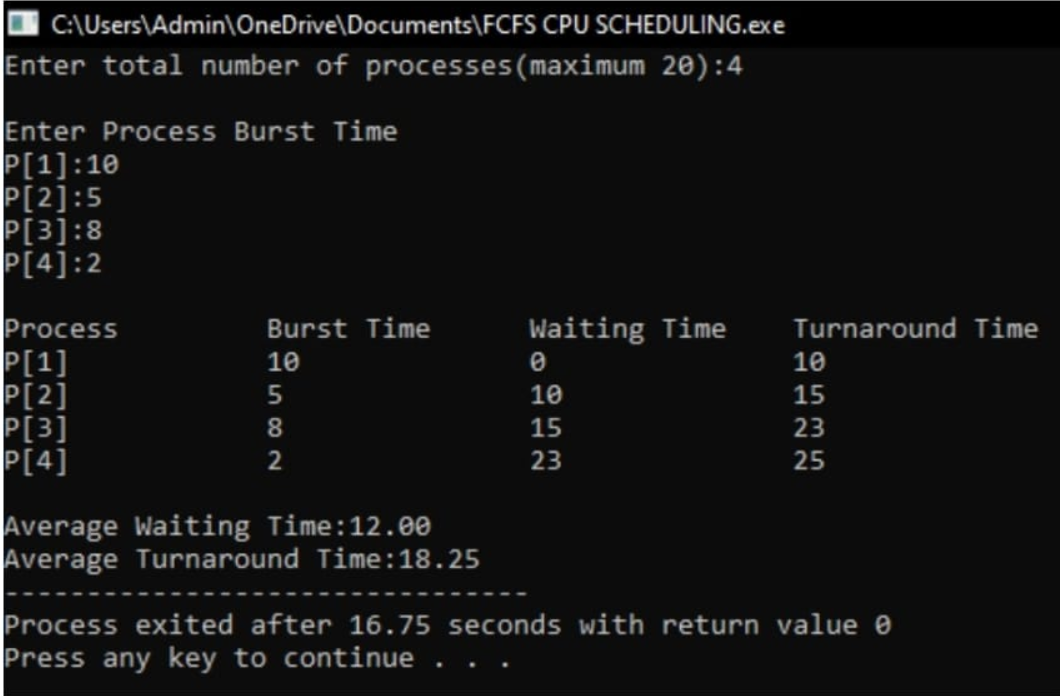 C:\Users\Admin\OneDrive\Documents\FCFS CPU SCHEDULING.exe
Enter total number of processes(maximum 20):4
Enter Process Burst Time
P[1]:10
P[2]:5
P[3]:8
P[4]:2
Process Burst Time Waiting Time Turnaround Time
P[1] 10 0 10
P[2] 5 10 15
P[3] 8 15 23
P[4] 2 23 25
Average Waiting Time:12.00
Average Turnaround Time:18.25
--------------------------------
Process exited after 16.75 seconds with return value 0
Press any key to continue . . .